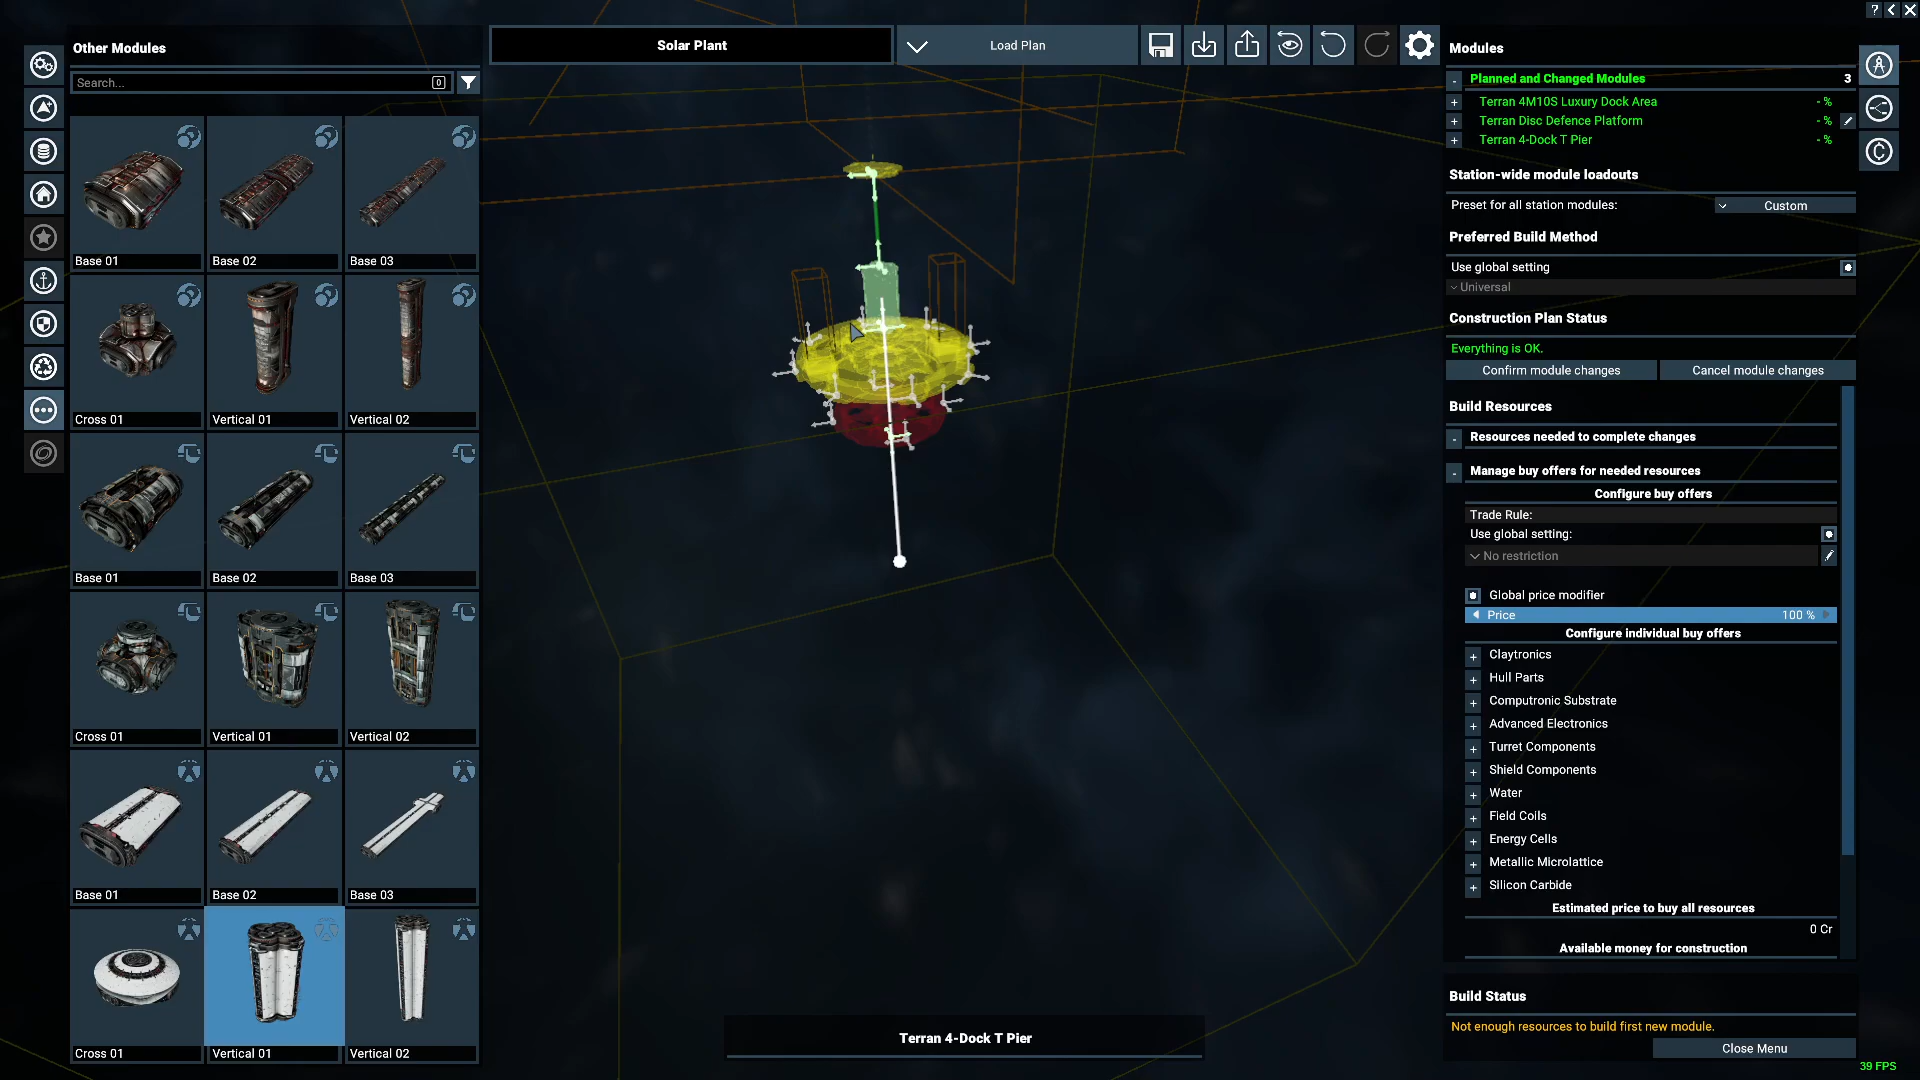 Other Modules
Search...
0
Base 01
Base 02
Base 03
Cross 01
Vertical 01
Vertical 02
Base 01
Base 02
Base 03
Cross 01
Vertical 01
Vertical 02
Base 01
Base 02
Base 03
Cross 01
Vertical 01
Vertical 02
Solar Plant
Load Plan
Terran 4-Dock T Pier
?
Modules
- Planned and Changed Modules 3
+ Terran 4M10S Luxury Dock Area - %
+ Terran Disc Defence Platform - %
+ Terran 4-Dock T Pier - %
Station-wide module loadouts
Preset for all station modules: Custom
Preferred Build Method
Use global setting
Universal
Construction Plan Status
Everything is OK.
Confirm module changes Cancel module changes
Build Resources
- Resources needed to complete changes
- Manage buy offers for needed resources
Configure buy offers
Trade Rule:
Use global setting:
No restriction
Global price modifier
Price 100 %
Configure individual buy offers
+ Claytronics
+ Hull Parts
+ Computronic Substrate
+ Advanced Electronics
+ Turret Components
+ Shield Components
+ Water
+ Field Coils
+ Energy Cells
+ Metallic Microlattice
+ Silicon Carbide
Estimated price to buy all resources
0 Cr
Available money for construction
Build Status
Not enough resources to build first new module.
Close Menu
39 FPS